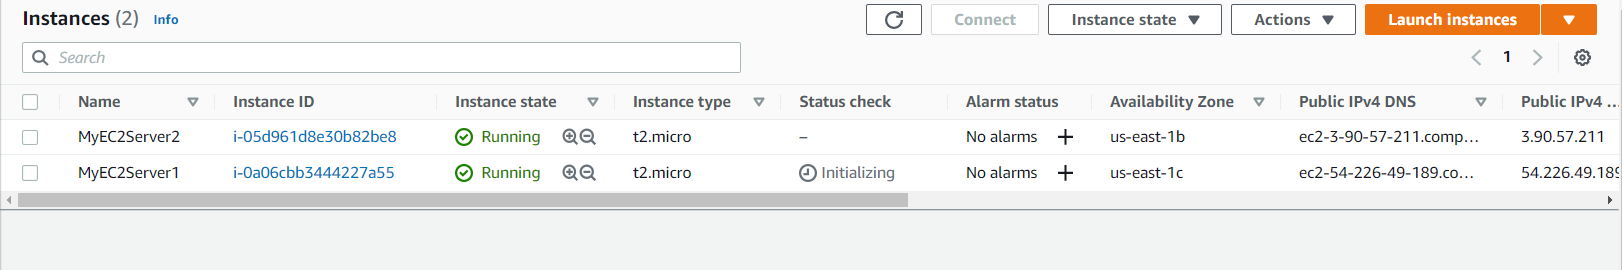 Instances (2) Info Connect Instance state Actions Launch instances
Search 1
Name Instance ID Instance state Instance type Status check Alarm status Availability Zone Public IPv4 DNS Public IPv4 ...
MyEC2Server2 i-05d961d8e30b82be8 Running t2.micro – No alarms + us-east-1b ec2-3-90-57-211.comp... 3.90.57.211
MyEC2Server1 i-0a06cbb3444227a55 Running t2.micro Initializing No alarms + us-east-1c ec2-54-226-49-189.co... 54.226.49.189